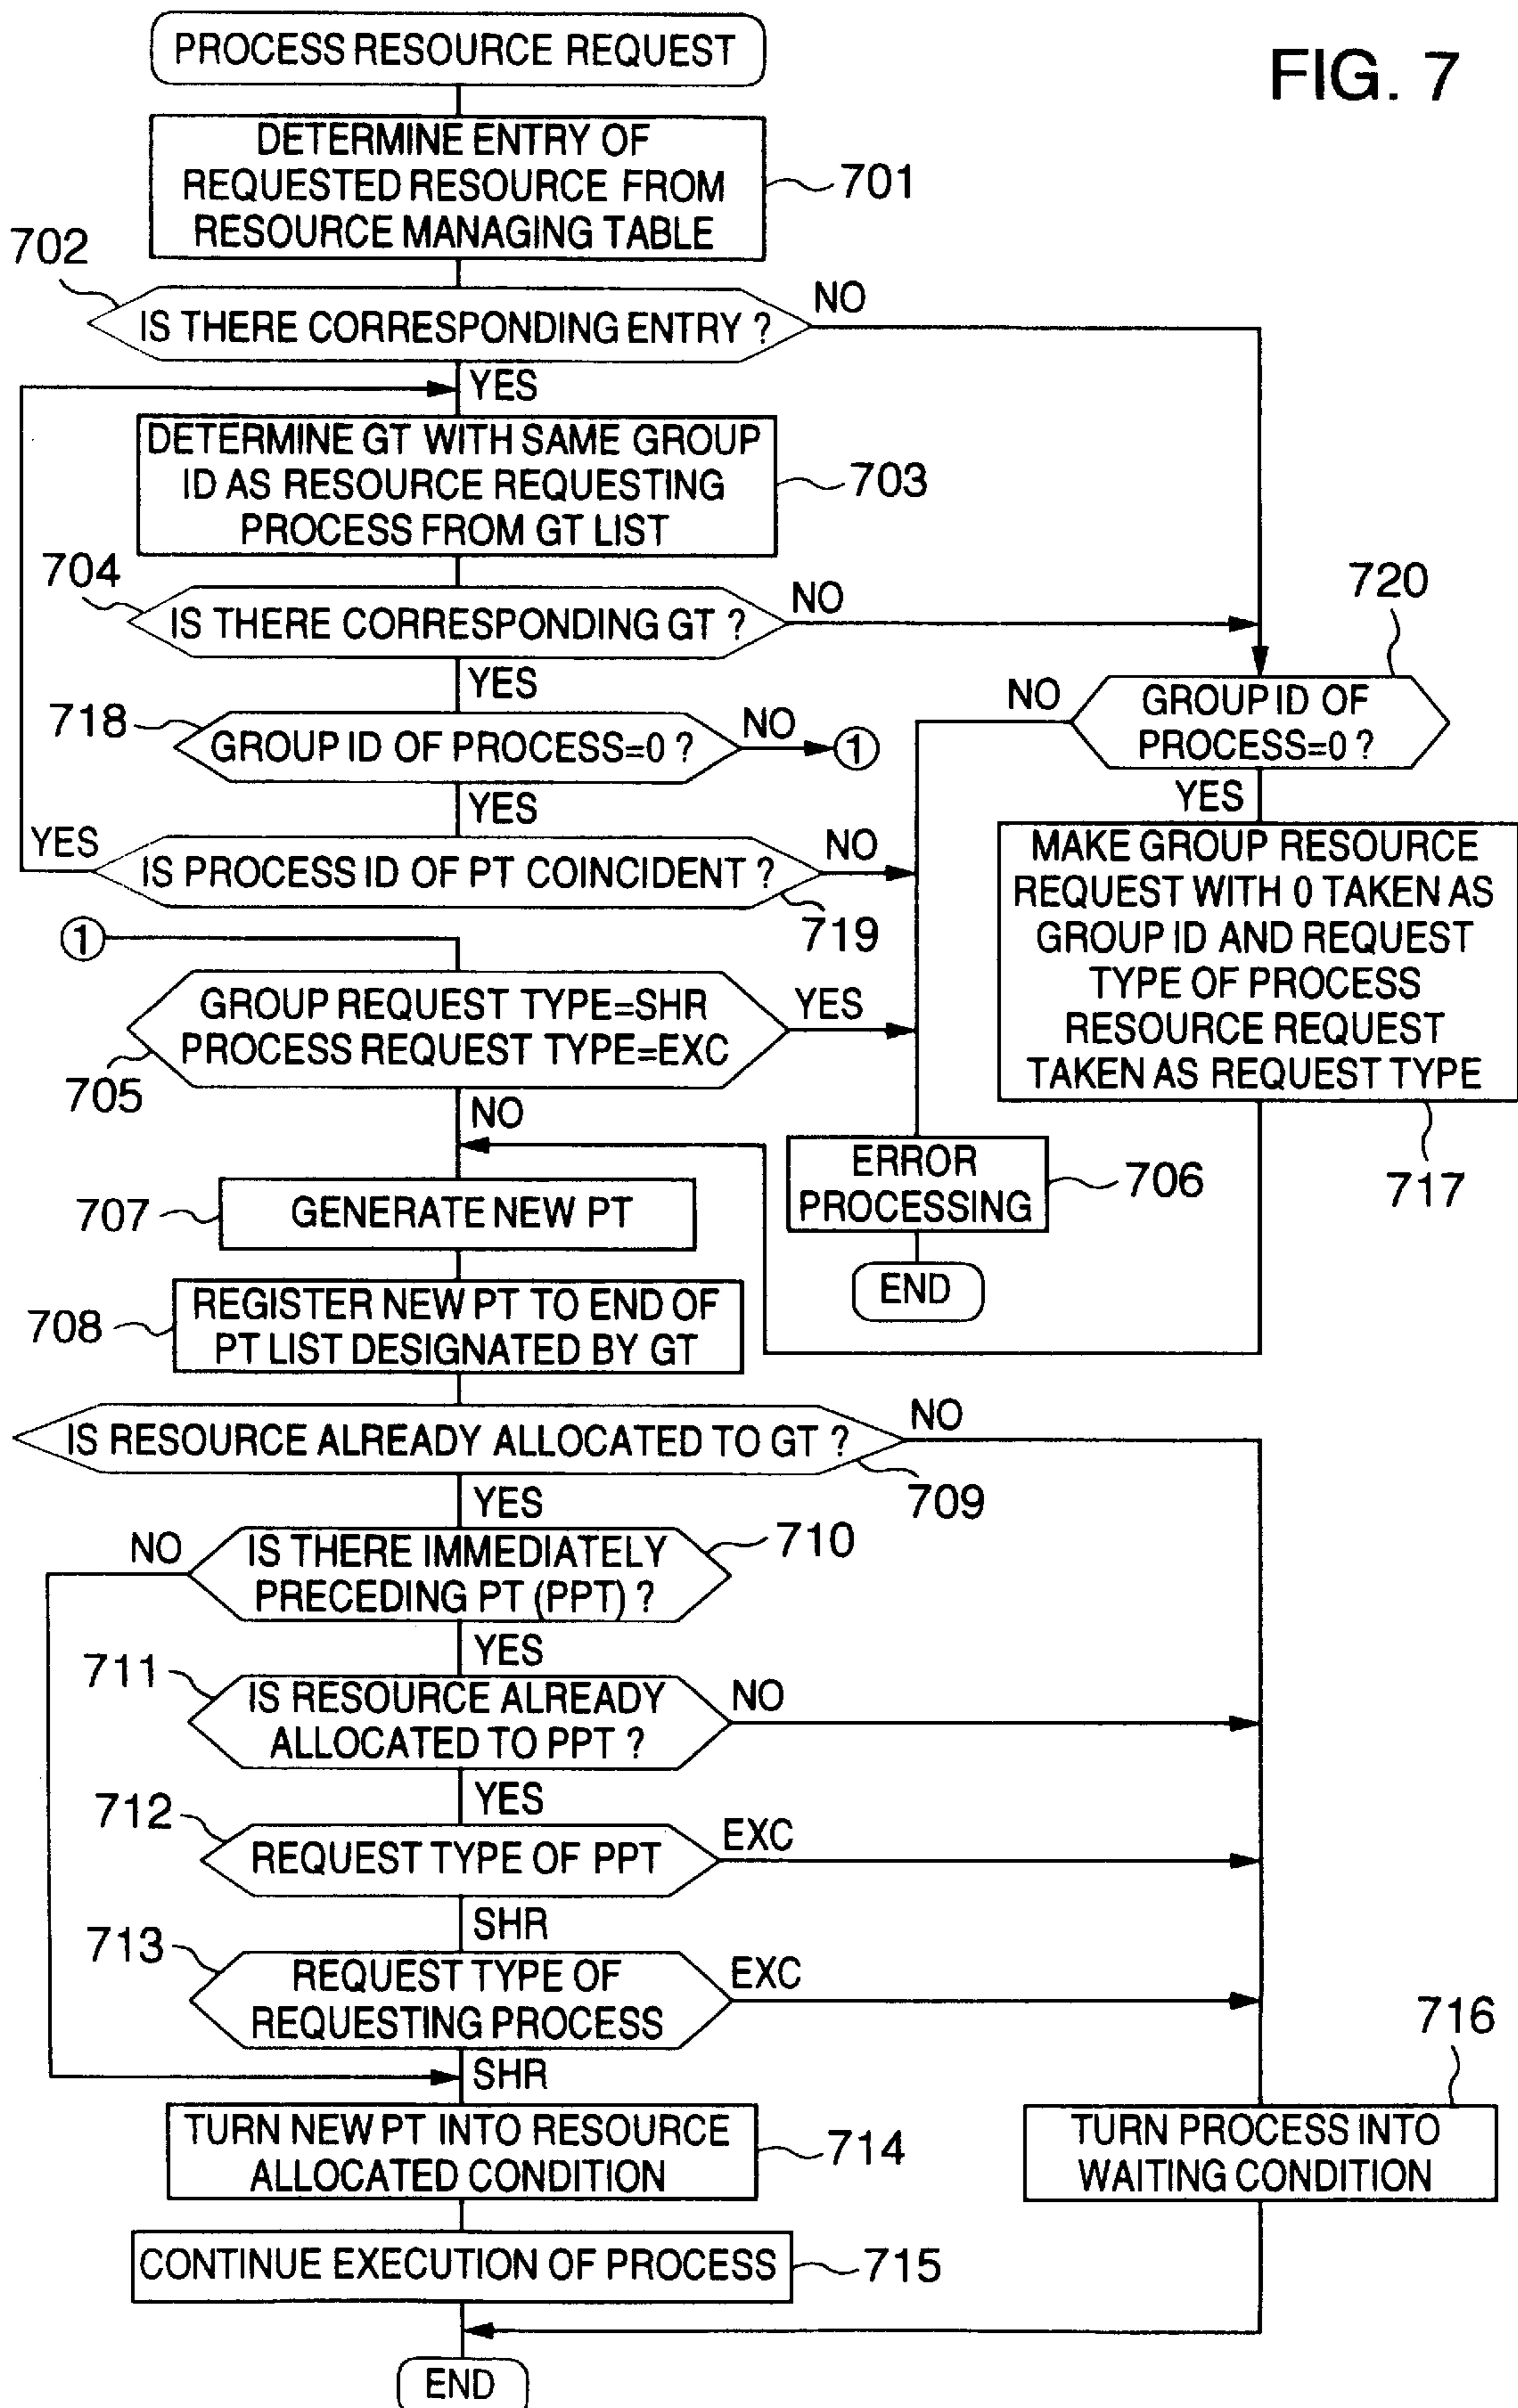 PROCESS RESOURCE REQUEST
FIG. 7
DETERMINE ENTRY OF
REQUESTED RESOURCE FROM
RESOURCE MANAGING TABLE
701
702
IS THERE CORRESPONDING ENTRY ?
NO
YES
DETERMINE GT WITH SAME GROUP
ID AS RESOURCE REQUESTING
PROCESS FROM GT LIST
703
704
IS THERE CORRESPONDING GT ?
NO
YES
720
GROUP ID OF
PROCESS=0 ?
NO
YES
718
GROUP ID OF PROCESS=0 ?
NO
1
YES
YES
IS PROCESS ID OF PT COINCIDENT ?
NO
719
MAKE GROUP RESOURCE
REQUEST WITH 0 TAKEN AS
GROUP ID AND REQUEST
TYPE OF PROCESS
RESOURCE REQUEST
TAKEN AS REQUEST TYPE
717
1
GROUP REQUEST TYPE=SHR
PROCESS REQUEST TYPE=EXC
YES
705
NO
ERROR
PROCESSING
706
END
707
GENERATE NEW PT
708
REGISTER NEW PT TO END OF
PT LIST DESIGNATED BY GT
IS RESOURCE ALREADY ALLOCATED TO GT ?
NO
709
YES
NO
IS THERE IMMEDIATELY
PRECEDING PT (PPT) ?
710
YES
711
IS RESOURCE ALREADY
ALLOCATED TO PPT ?
NO
YES
712
REQUEST TYPE OF PPT
EXC
SHR
713
REQUEST TYPE OF
REQUESTING PROCESS
EXC
SHR
716
TURN NEW PT INTO RESOURCE
ALLOCATED CONDITION
714
TURN PROCESS INTO
WAITING CONDITION
CONTINUE EXECUTION OF PROCESS
715
END